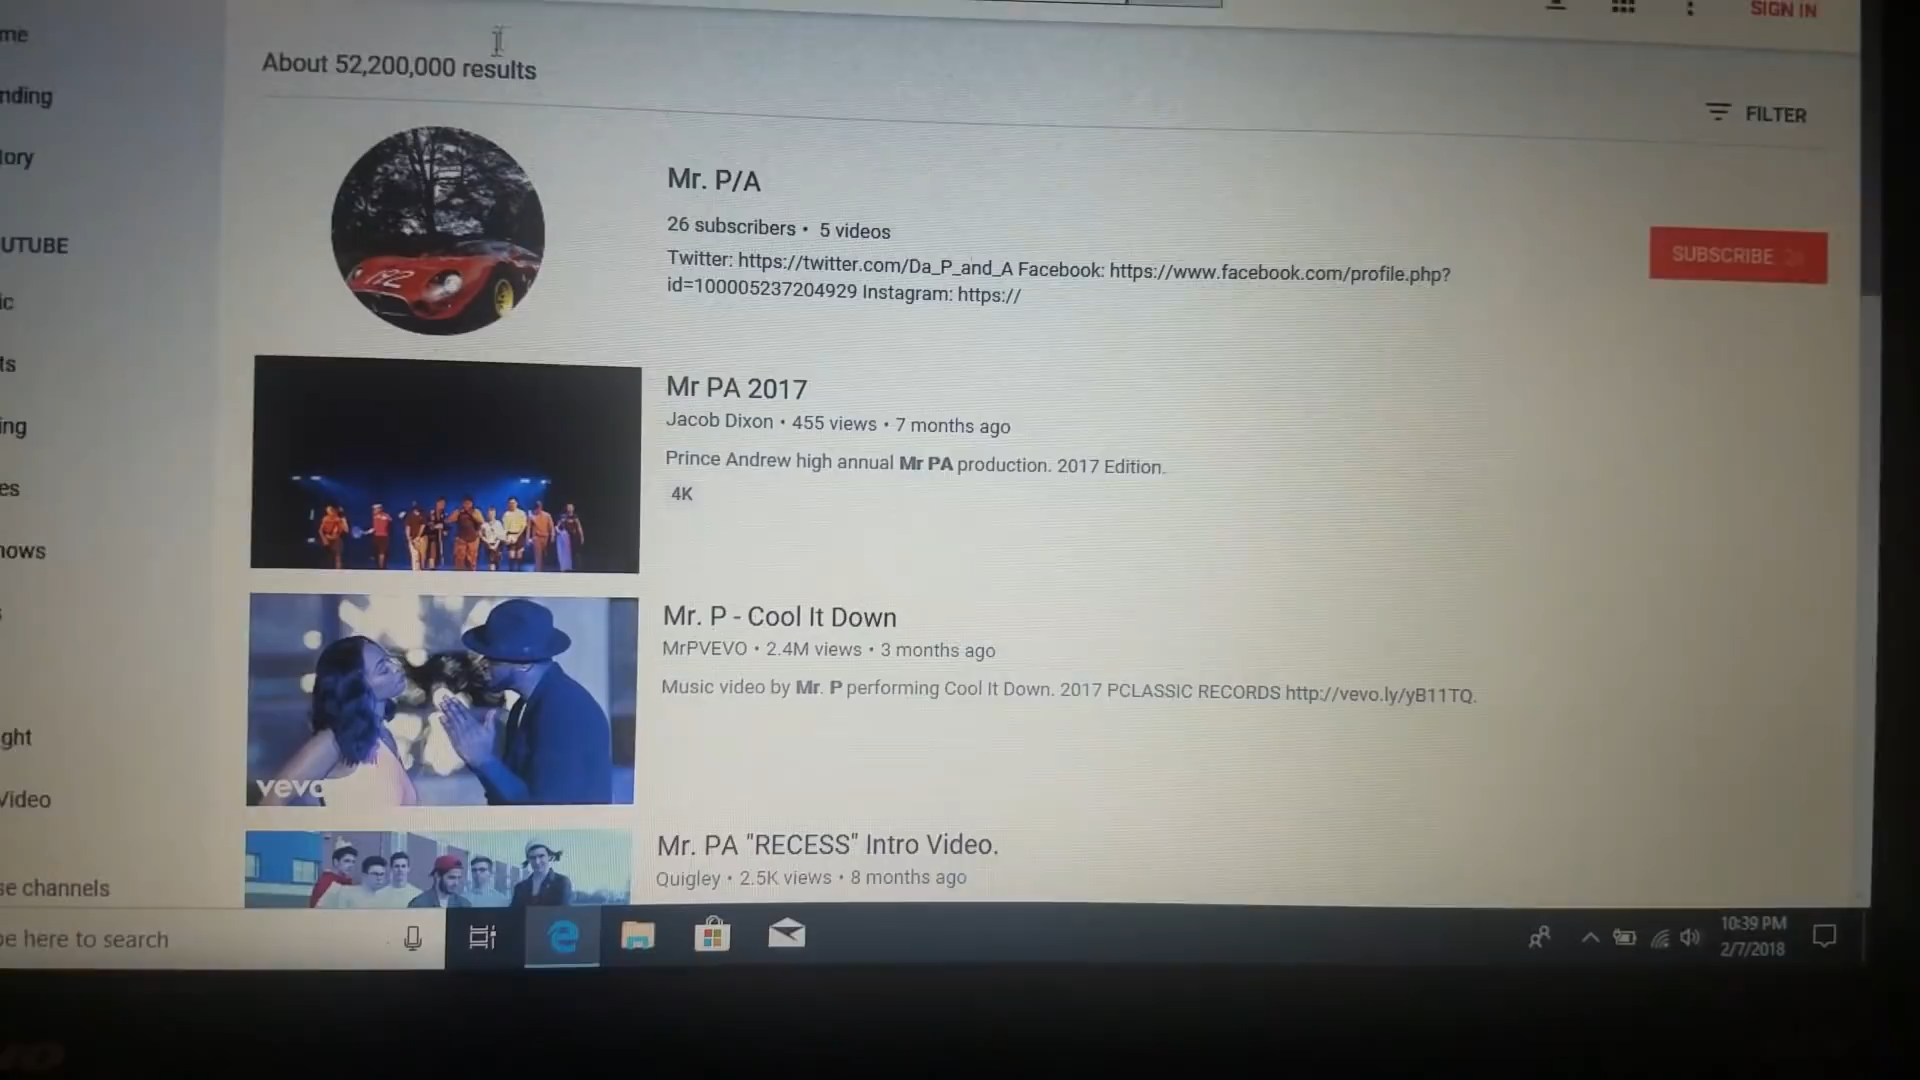 SIGN IN
About 52,200,000 results
FILTER
Mr. P/A
26 subscribers • 5 videos
Twitter: https://twitter.com/Da_P_and_A Facebook: https://www.facebook.com/profile.php?
id=100005237204929 Instagram: https://
SUBSCRIBE
192
Mr PA 2017
Jacob Dixon • 455 views • 7 months ago
Prince Andrew high annual Mr PA production. 2017 Edition.
4K
Mr. P - Cool It Down
MrPVEVO • 2.4M views • 3 months ago
Music video by Mr. P performing Cool It Down. 2017 PCLASSIC RECORDS http://vevo.ly/yB11TQ.
vevo
Mr. PA "RECESS" Intro Video.
Quigley • 2.5K views • 8 months ago
me
nding
tory
UTUBE
ic
ts
ing
es
hows
ght
Video
se channels
pe here to search
10:39 PM
2/7/2018